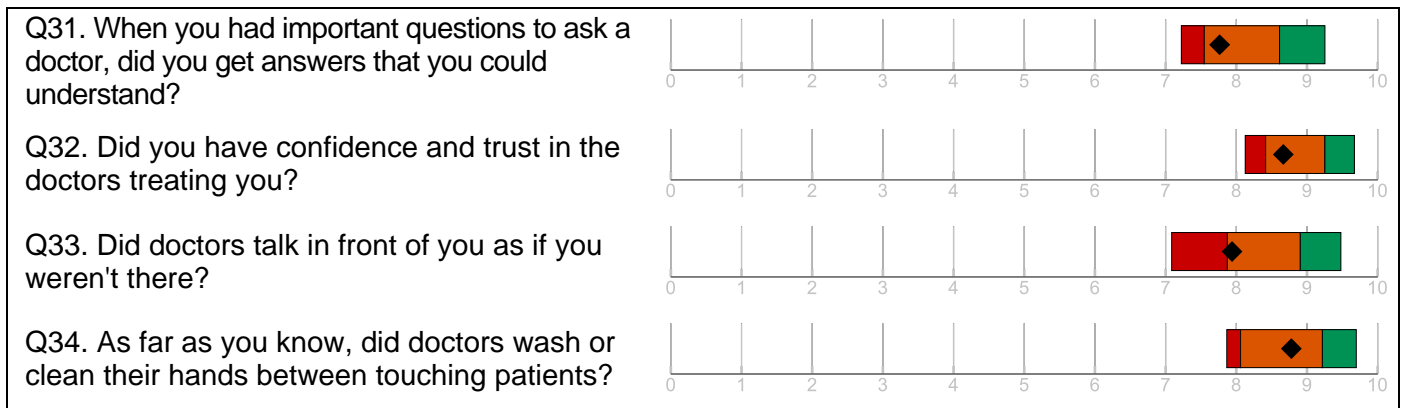 Q31. When you had important questions to ask a
doctor, did you get answers that you could
understand?
0 1 2 3 4 5 6 7 8 9 10
Q32. Did you have confidence and trust in the
doctors treating you?
0 1 2 3 4 5 6 7 8 9 10
Q33. Did doctors talk in front of you as if you
weren't there?
0 1 2 3 4 5 6 7 8 9 10
Q34. As far as you know, did doctors wash or
clean their hands between touching patients?
0 1 2 3 4 5 6 7 8 9 10